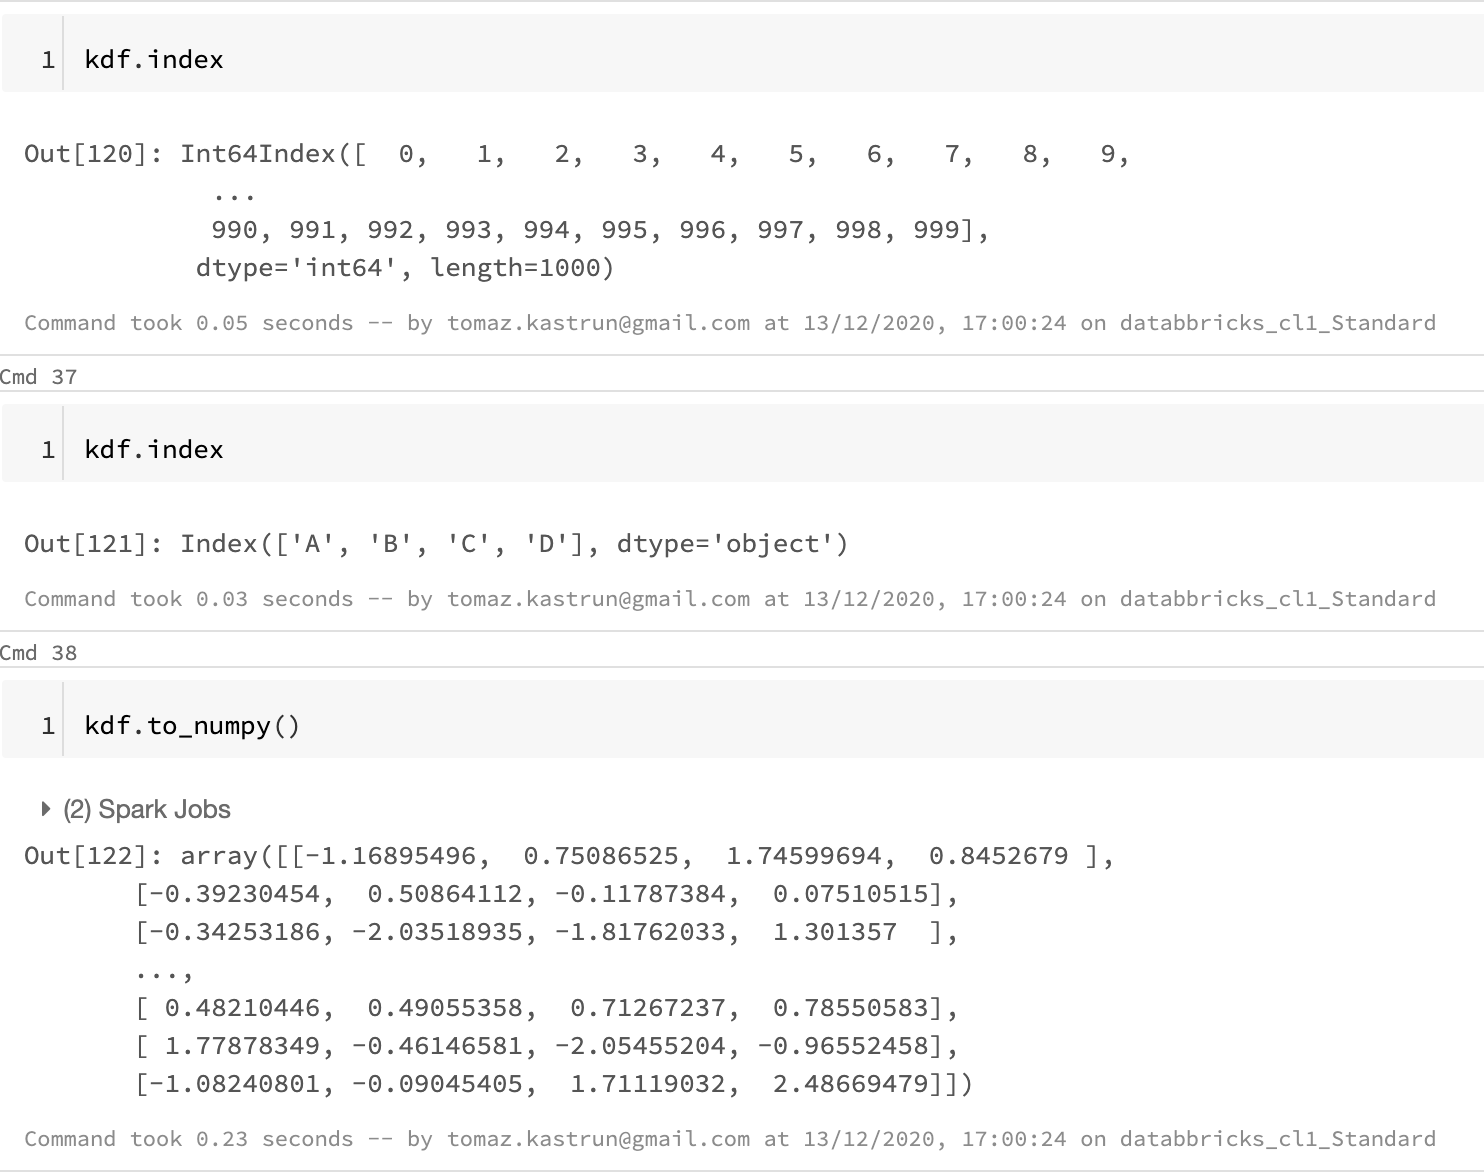 1 kdf.index
Out[120]: Int64Index([  0,   1,   2,   3,   4,   5,   6,   7,   8,   9,
            ...
            990, 991, 992, 993, 994, 995, 996, 997, 998, 999],
           dtype='int64', length=1000)
Command took 0.05 seconds -- by tomaz.kastrun@gmail.com at 13/12/2020, 17:00:24 on databbricks_cl1_Standard
Cmd 37
1 kdf.index
Out[121]: Index(['A', 'B', 'C', 'D'], dtype='object')
Command took 0.03 seconds -- by tomaz.kastrun@gmail.com at 13/12/2020, 17:00:24 on databbricks_cl1_Standard
Cmd 38
1 kdf.to_numpy()
(2) Spark Jobs
Out[122]: array([[-1.16895496,  0.75086525,  1.74599694,  0.8452679 ],
       [-0.39230454,  0.50864112, -0.11787384,  0.07510515],
       [-0.34253186, -2.03518935, -1.81762033,  1.301357  ],
       ...,
       [ 0.48210446,  0.49055358,  0.71267237,  0.78550583],
       [ 1.77878349, -0.46146581, -2.05455204, -0.96552458],
       [-1.08240801, -0.09045405,  1.71119032,  2.48669479]])
Command took 0.23 seconds -- by tomaz.kastrun@gmail.com at 13/12/2020, 17:00:24 on databbricks_cl1_Standard